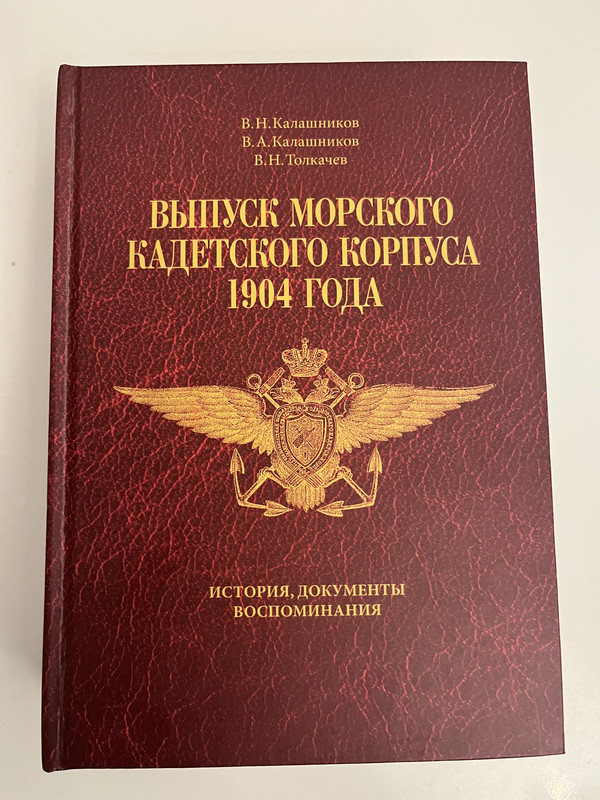 В. Н. Калашников
В. А. Калашников
В. Н. Толкачев
ВЫПУСК МОРСКОГО
КАДЕТСКОГО КОРПУСА
1904 ГОДА
ИСТОРИЯ, ДОКУМЕНТЫ
ВОСПОМИНАНИЯ